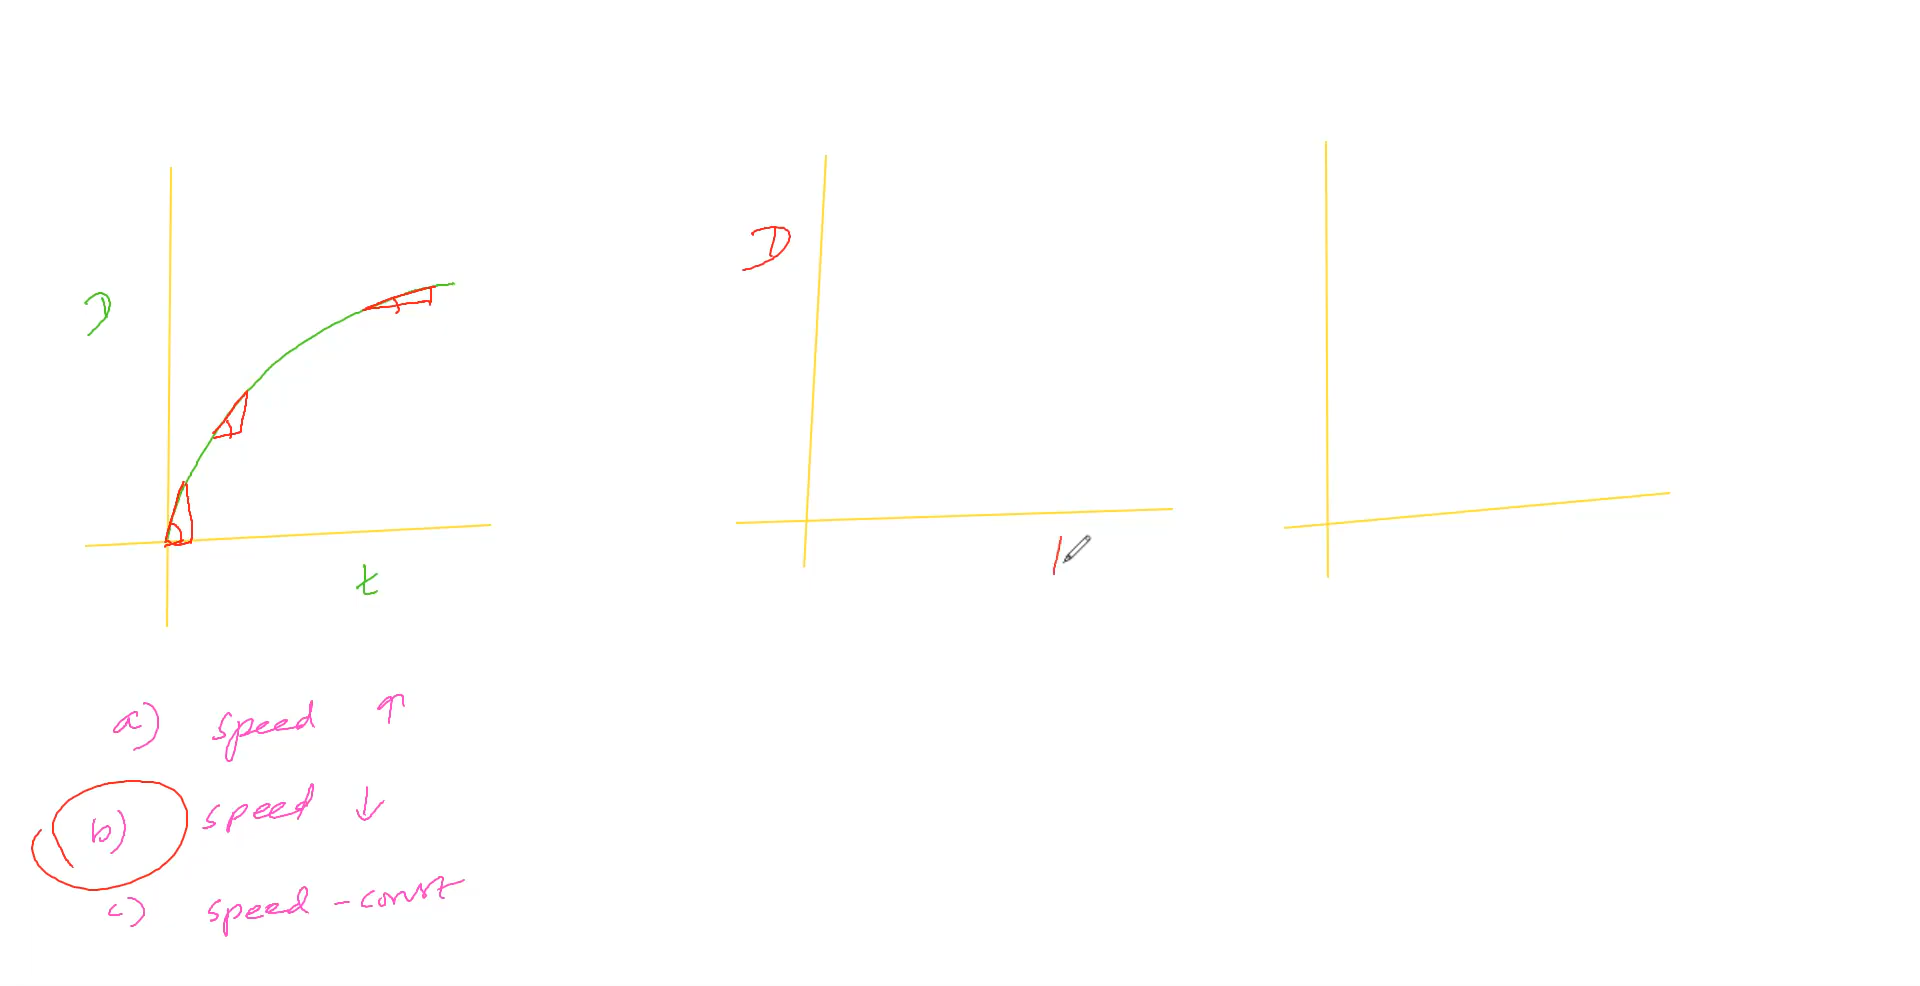 D
D
t
a) speed ↑
b) speed ↓
c) speed - const